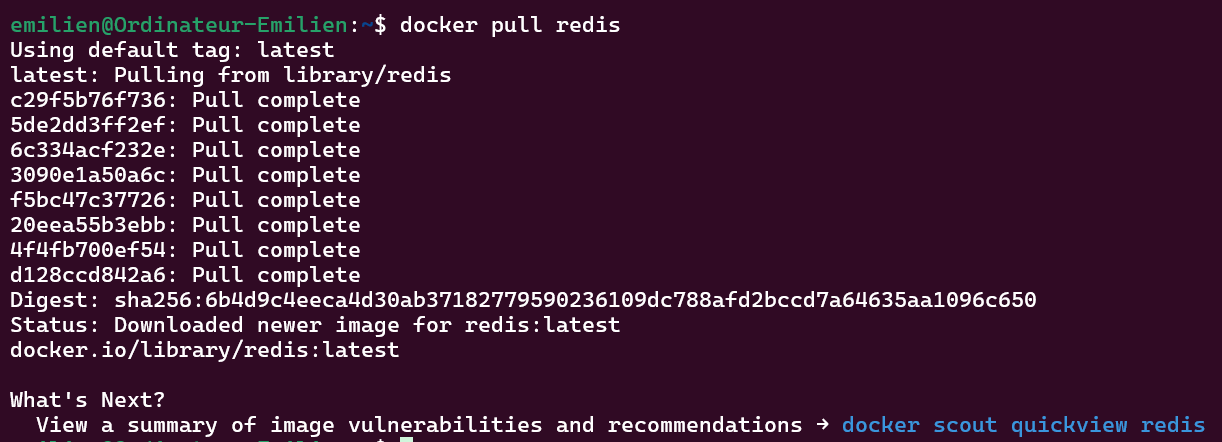 emilien@Ordinateur-Emilien:~$ docker pull redis
Using default tag: latest
latest: Pulling from library/redis
c29f5b76f736: Pull complete
5de2dd3ff2ef: Pull complete
6c334acf232e: Pull complete
3090e1a50a6c: Pull complete
f5bc47c37726: Pull complete
20eea55b3ebb: Pull complete
4f4fb700ef54: Pull complete
d128ccd842a6: Pull complete
Digest: sha256:6b4d9c4eeca4d30ab37182779590236109dc788afd2bccd7a64635aa1096c650
Status: Downloaded newer image for redis:latest
docker.io/library/redis:latest
What's Next?
View a summary of image vulnerabilities and recommendations → docker scout quickview redis